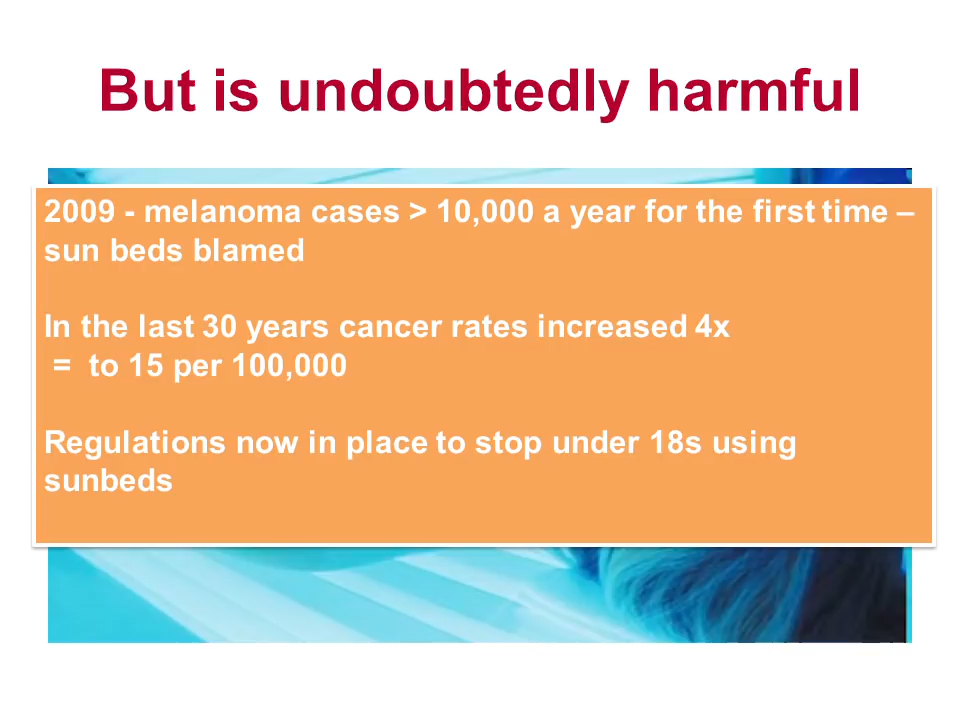 But is undoubtedly harmful
2009 - melanoma cases > 10,000 a year for the first time –
sun beds blamed
In the last 30 years cancer rates increased 4x
= to 15 per 100,000
Regulations now in place to stop under 18s using
sunbeds